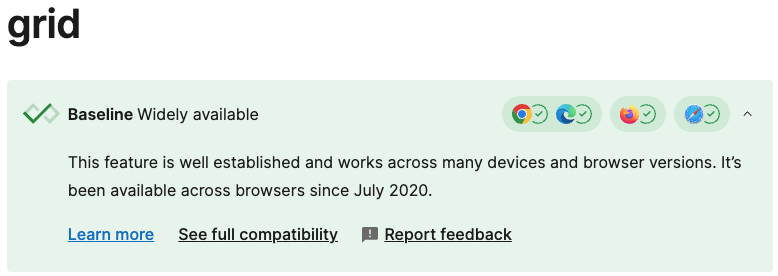 grid
Baseline Widely available
This feature is well established and works across many devices and browser versions. It’s
been available across browsers since July 2020.
Learn more See full compatibility Report feedback